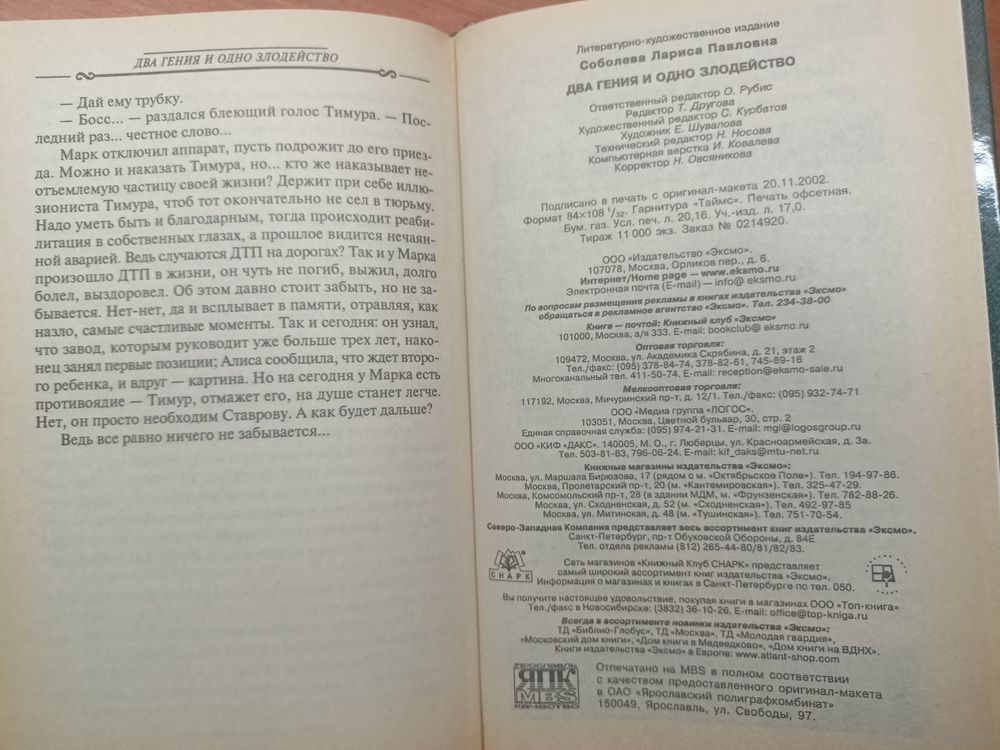 ДВА ГЕНИЯ И ОДНО ЗЛОДЕЙСТВО
— Дай ему трубку.
— Босс... — раздался блеющий голос Тимура. — Пос-
ледний раз... честное слово...
Марк отключил аппарат, пусть подрожит до его приез-
да. Можно и наказать Тимура, но... кто же наказывает не-
отъемлемую частицу своей жизни? Держит при себе иллю-
зиониста Тимура, чтоб тот окончательно не сел в тюрьму.
Надо уметь быть и благодарным, тогда происходит реаби-
литация в собственных глазах, а прошлое видится нечаян-
ной аварией. Ведь случаются ДТП на дорогах? Так и у Марка
произошло ДТП в жизни, он чуть не погиб, выжил, долго
болел, выздоровел. Об этом давно стоит забыть, но не за-
бывается. Нет-нет, да и всплывает в памяти, отравляя, как
назло, самые счастливые моменты. Так и сегодня: он узнал,
что завод, которым руководит уже больше трех лет, нако-
нец занял первые позиции; Алиса сообщила, что ждет второ-
го ребенка, и вдруг — картина. Но на сегодня у Марка есть
противоядие — Тимур, отмажет его, на душе станет легче.
Нет, он просто необходим Ставрову. А как будет дальше?
Ведь все равно ничего не забывается...
Литературно-художественное издание
Соболева Лариса Павловна
ДВА ГЕНИЯ И ОДНО ЗЛОДЕЙСТВО
Ответственный редактор О. Рубис
Редактор Т. Другова
Художественный редактор С. Курбатов
Художник Е. Шувалова
Технический редактор Н. Носова
Компьютерная верстка И. Ковалева
Корректор Н. Овсяникова
Подписано в печать с оригинал-макета 20.11.2002.
Формат 84×108 1/32. Гарнитура «Таймс». Печать офсетная.
Бум. газ. Усл. печ. л. 20,16. Уч.-изд. л. 17,0.
Тираж 11 000 экз. Заказ № 0214920.
ООО «Издательство «Эксмо».
107078, Москва, Орликов пер., д. 6.
Интернет/Home page — www.eksmo.ru
Электронная почта (E-mail) — info@ eksmo.ru
По вопросам размещения рекламы в книгах издательства «Эксмо»
обращаться в рекламное агентство «Эксмо». Тел. 234-38-00
Книга — почтой: Книжный клуб «Эксмо»
101000, Москва, а/я 333. E-mail: bookclub@ eksmo.ru
Оптовая торговля:
109472, Москва, ул. Академика Скрябина, д. 21, этаж 2
Тел./факс: (095) 378-84-74, 378-82-61, 745-89-16
Многоканальный тел. 411-50-74. E-mail: reception@eksmo-sale.ru
Мелкооптовая торговля:
117192, Москва, Мичуринский пр-т, д. 12/1. Тел./факс: (095) 932-74-71
ООО «Медиа группа «ЛОГОС».
103051, Москва, Цветной бульвар, 30, стр. 2
Единая справочная служба: (095) 974-21-31. E-mail: mgl@logosgroup.ru
ООО «КИФ «ДАКС». 140005, М. О., г. Люберцы, ул. Красноармейская, д. 3а.
Тел. 503-81-63, 796-06-24. E-mail: kif_daks@mtu-net.ru
Книжные магазины издательства «Эксмо»:
Москва, ул. Маршала Бирюзова, 17 (рядом с м. «Октябрьское Поле»). Тел. 194-97-86.
Москва, Пролетарский пр-т, 20 (м. «Кантемировская»). Тел. 325-47-29.
Москва, Комсомольский пр-т, 28 (в здании МДМ, м. «Фрунзенская»). Тел. 782-88-26.
Москва, ул. Сходненская, д. 52 (м. «Сходненская»). Тел. 492-97-85
Москва, ул. Митинская, д. 48 (м. «Тушинская»). Тел. 751-70-54.
Северо-Западная Компания представляет весь ассортимент книг издательства «Эксмо».
Санкт-Петербург, пр-т Обуховской Обороны, д. 84Е
Тел. отдела рекламы (812) 265-44-80/81/82/83.
СНАРК
Сеть магазинов «Книжный Клуб СНАРК» представляет
самый широкий ассортимент книг издательства «Эксмо».
Информация о магазинах и книгах в Санкт-Петербурге по тел. 050.
Вы получите настоящее удовольствие, покупая книги в магазинах ООО «Топ-книга»
Тел./факс в Новосибирске: (3832) 36-10-26. E-mail: office@top-kniga.ru
Всегда в ассортименте новинки издательства «Эксмо»:
ТД «Библио-Глобус», ТД «Москва», ТД «Молодая гвардия»,
«Московский дом книги», «Дом книги в Медведково», «Дом книги на ВДНХ».
Книги издательства «Эксмо» в Европе: www.atlant-shop.com
ЯРОСЛАВЛЬ
ЯПК
MBS
КАЧЕСТВО
Отпечатано на MBS в полном соответствии
с качеством предоставленного оригинал-макета
в ОАО «Ярославский полиграфкомбинат»
150049, Ярославль, ул. Свободы, 97.